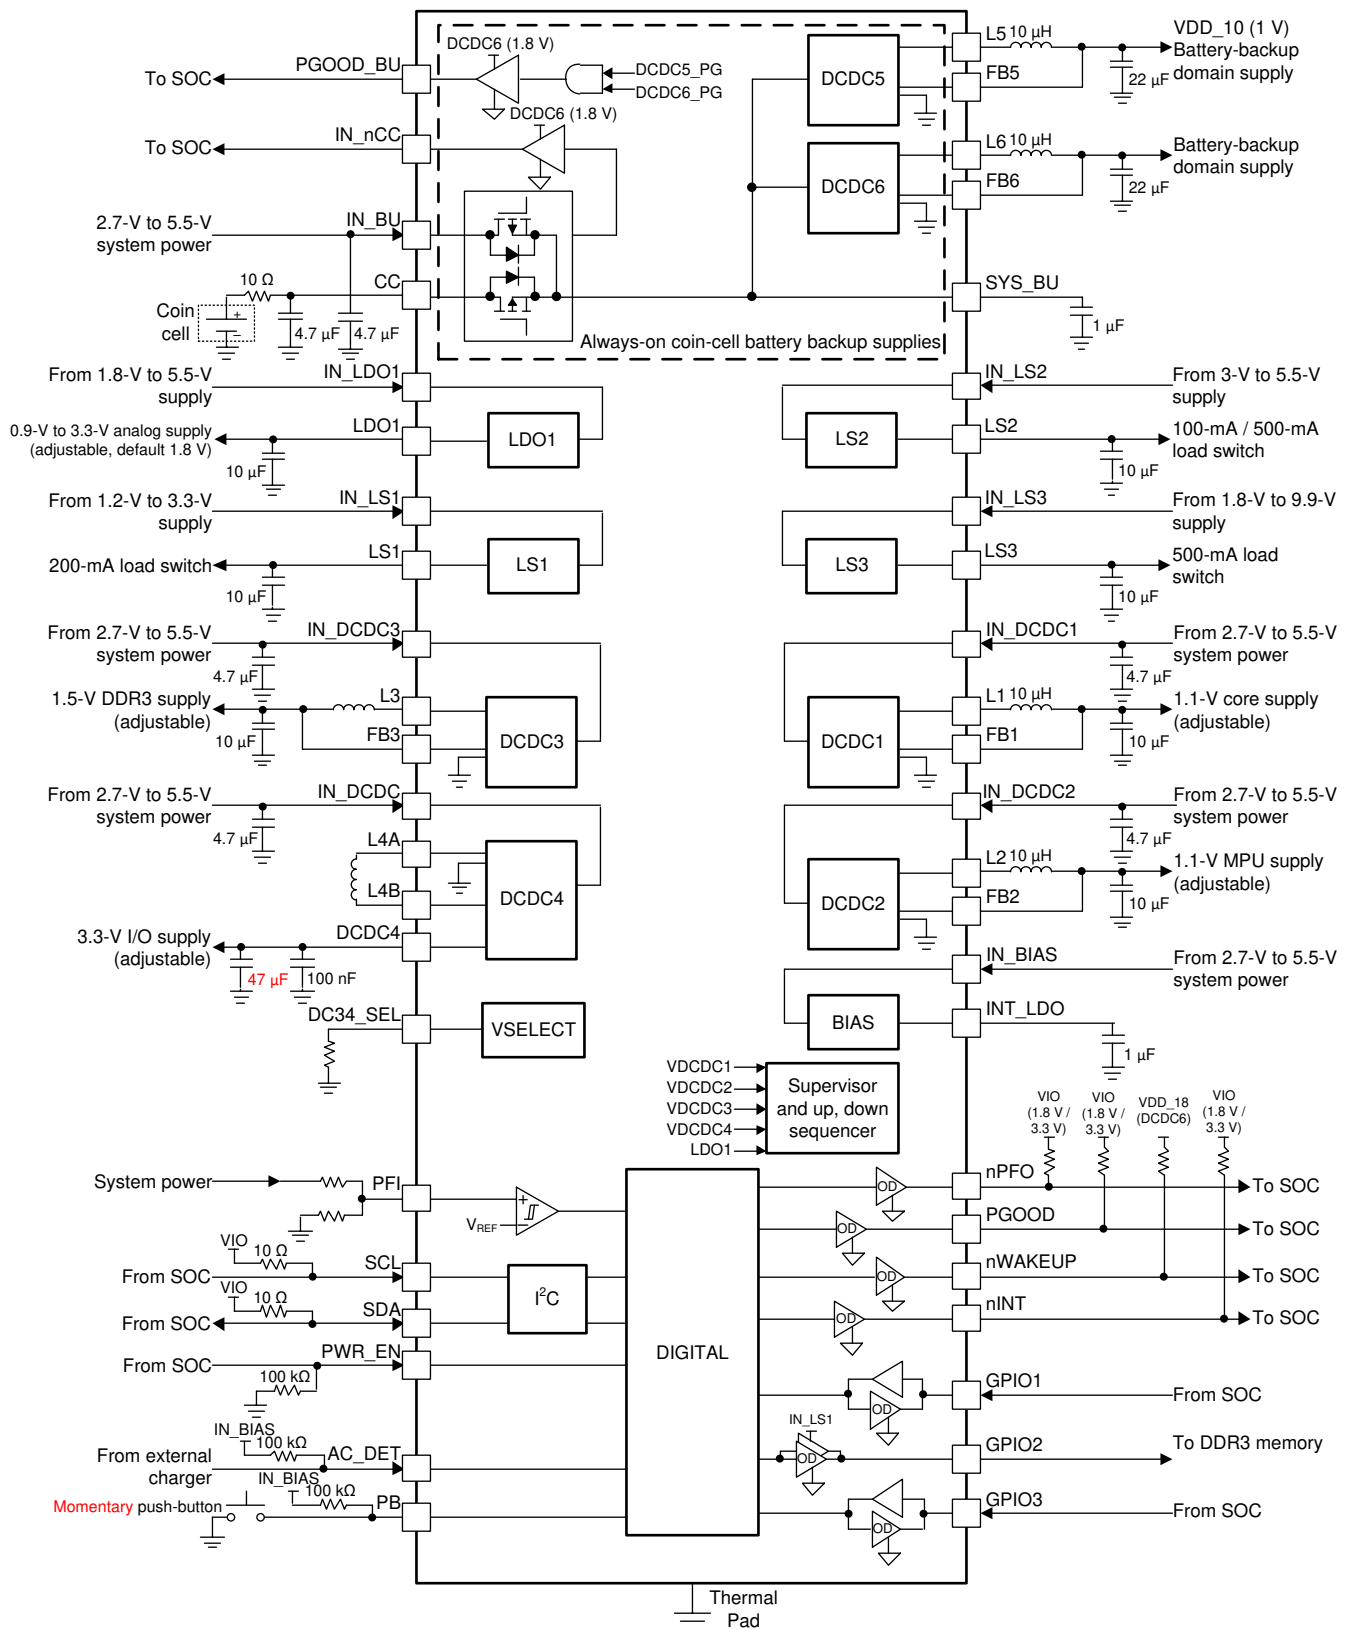 DCDC6 (1.8 V)
PGOOD_BU
To SOC
DCDC5_PG
DCDC6_PG
DCDC6 (1.8 V)
IN_nCC
To SOC
2.7-V to 5.5-V
system power
IN_BU
10 Ω
CC
Coin
cell
+
−
4.7 µF
4.7 µF
DCDC5
L5
10 µH
FB5
22 µF
VDD_10 (1 V)
Battery-backup
domain supply
DCDC6
L6
10 µH
FB6
22 µF
Battery-backup
domain supply
SYS_BU
1 µF
Always-on coin-cell battery backup supplies
From 1.8-V to 5.5-V
supply
IN_LDO1
0.9-V to 3.3-V analog supply
(adjustable, default 1.8 V)
LDO1
LDO1
10 µF
IN_LS2
From 3-V to 5.5-V
supply
LS2
LS2
100-mA / 500-mA
load switch
10 µF
From 1.2-V to 3.3-V
supply
IN_LS1
200-mA load switch
LS1
LS1
10 µF
IN_LS3
From 1.8-V to 9.9-V
supply
LS3
LS3
500-mA load
switch
10 µF
From 2.7-V to 5.5-V
system power
IN_DCDC3
4.7 µF
1.5-V DDR3 supply
(adjustable)
L3
10 µF
FB3
DCDC3
IN_DCDC1
From 2.7-V to 5.5-V
system power
4.7 µF
DCDC1
L1
10 µH
FB1
1.1-V core supply
(adjustable)
10 µF
From 2.7-V to 5.5-V
system power
IN_DCDC
4.7 µF
L4A
L4B
DCDC4
3.3-V I/O supply
(adjustable)
DCDC4
47 µF
100 nF
IN_DCDC2
From 2.7-V to 5.5-V
system power
4.7 µF
DCDC2
L2
10 µH
FB2
1.1-V MPU supply
(adjustable)
10 µF
IN_BIAS
From 2.7-V to 5.5-V
system power
BIAS
INT_LDO
1 µF
DC34_SEL
VSELECT
VDCDC1
VDCDC2
VDCDC3
VDCDC4
LDO1
Supervisor
and up, down
sequencer
VIO
(1.8 V /
3.3 V)
VIO
(1.8 V /
3.3 V)
VDD_18
(DCDC6)
VIO
(1.8 V /
3.3 V)
System power
PFI
+
−
VREF
VIO
10 Ω
From SOC
SCL
VIO
10 Ω
From SOC
SDA
I²C
From SOC
PWR_EN
100 kΩ
IN_BIAS
100 kΩ
From external
charger
AC_DET
IN_BIAS
100 kΩ
Momentary push-button
PB
DIGITAL
OD
nPFO
To SOC
OD
PGOOD
To SOC
OD
nWAKEUP
To SOC
OD
nINT
To SOC
OD
GPIO1
From SOC
IN_LS1
OD
GPIO2
To DDR3 memory
OD
GPIO3
From SOC
Thermal
Pad